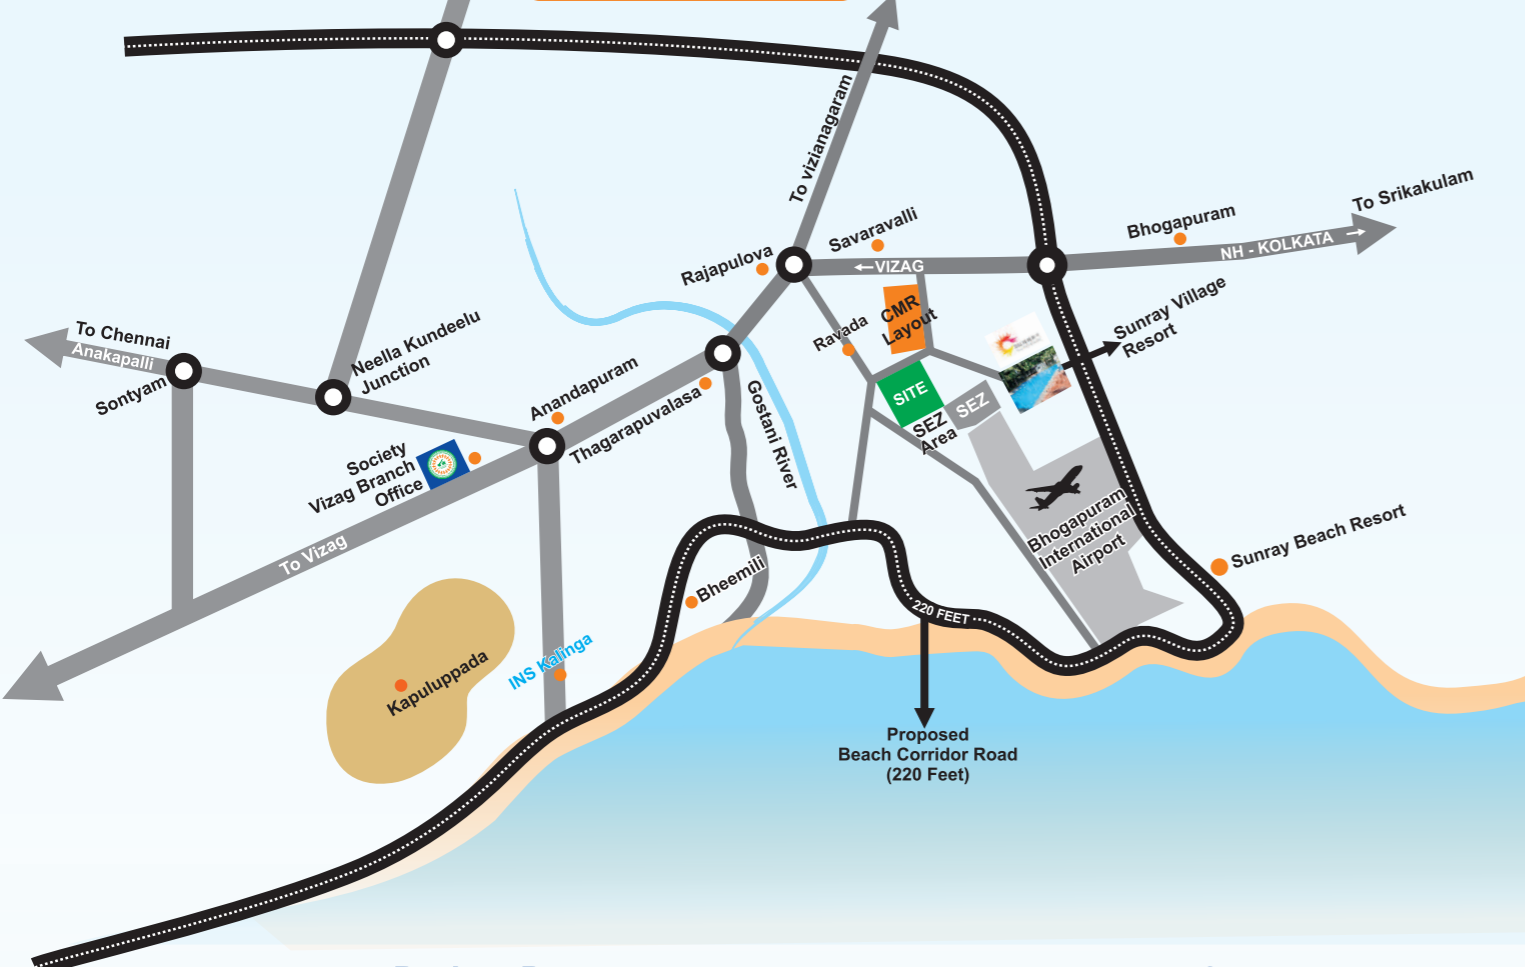 To vizianagaram
To Srikakulam
Savaravalli
Bhogapuram
Rajapulova
←VIZAG
NH - KOLKATA →
Sunray Village
Resort
CMR
Layout
Ravada
To Chennai
Anakapalli
Neella Kundeelu
Junction
Sontyam
Anandapuram
Thagarapuvalasa
Gostani River
SITE
SEZ
SEZ
Area
Society
Vizag Branch
Office
To Vizag
Bhogapuram
International
Airport
Sunray Beach Resort
Bheemili
220 FEET
INS Kalinga
Kapuluppada
Proposed
Beach Corridor Road
(220 Feet)